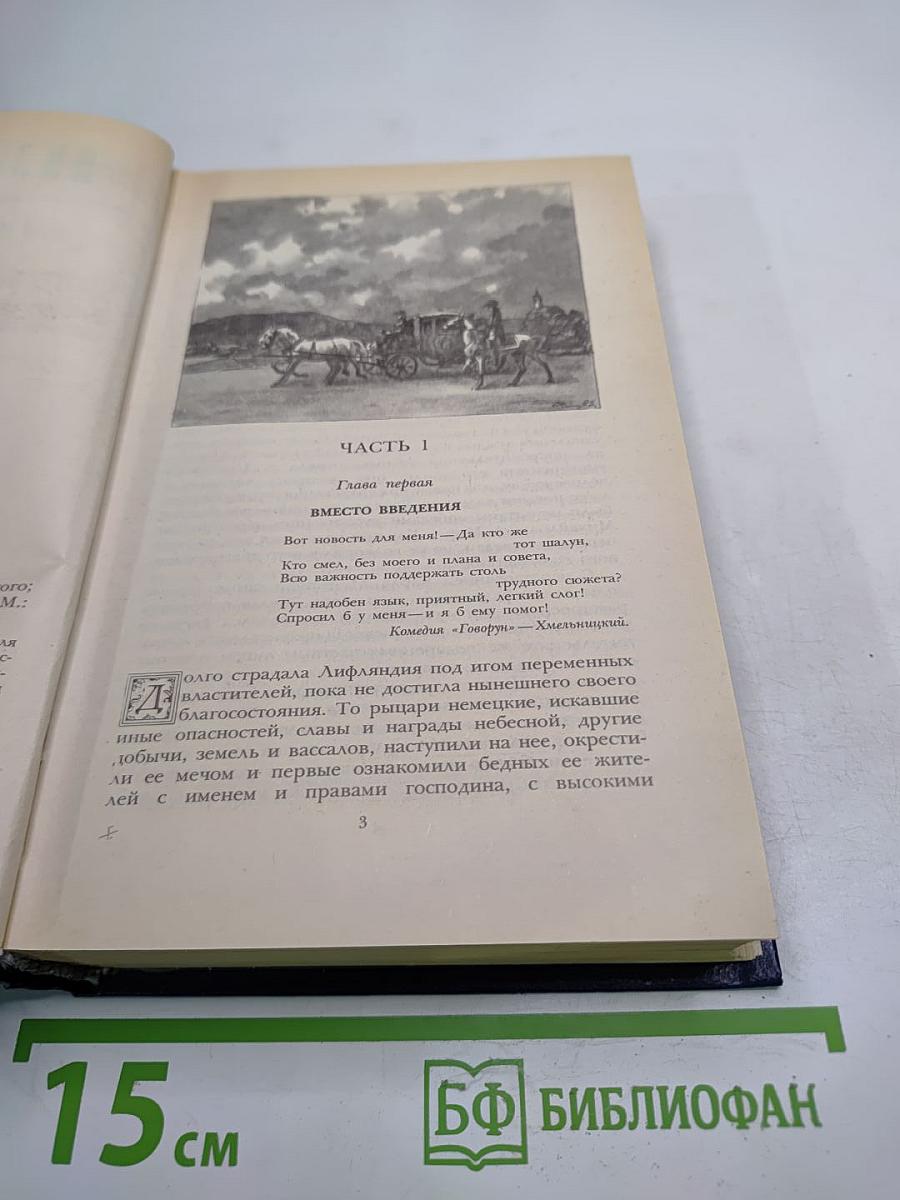 ого;
М.:
ля
с-
ЧАСТЬ 1
Глава первая
ВМЕСТО ВВЕДЕНИЯ
Вот новость для меня! — Да кто же
тот шалун,
Кто смел, без моего и плана и совета,
Всю важность поддержать столь
трудного сюжета?
Тут надобен язык, приятный, легкий слог!
Спросил б у меня — и я б ему помог!
Комедия «Говорун» — Хмельницкий.
Долго страдала Лифляндия под игом переменных
властителей, пока не достигла нынешнего своего
благосостояния. То рыцари немецкие, искавшие
иные опасностей, славы и награды небесной, другие
добычи, земель и вассалов, наступили на нее, окрести-
ли ее мечом и первые ознакомили бедных ее жите-
лей с именем и правами господина, с высокими
3
15 см
БФ БИБЛИОФАН